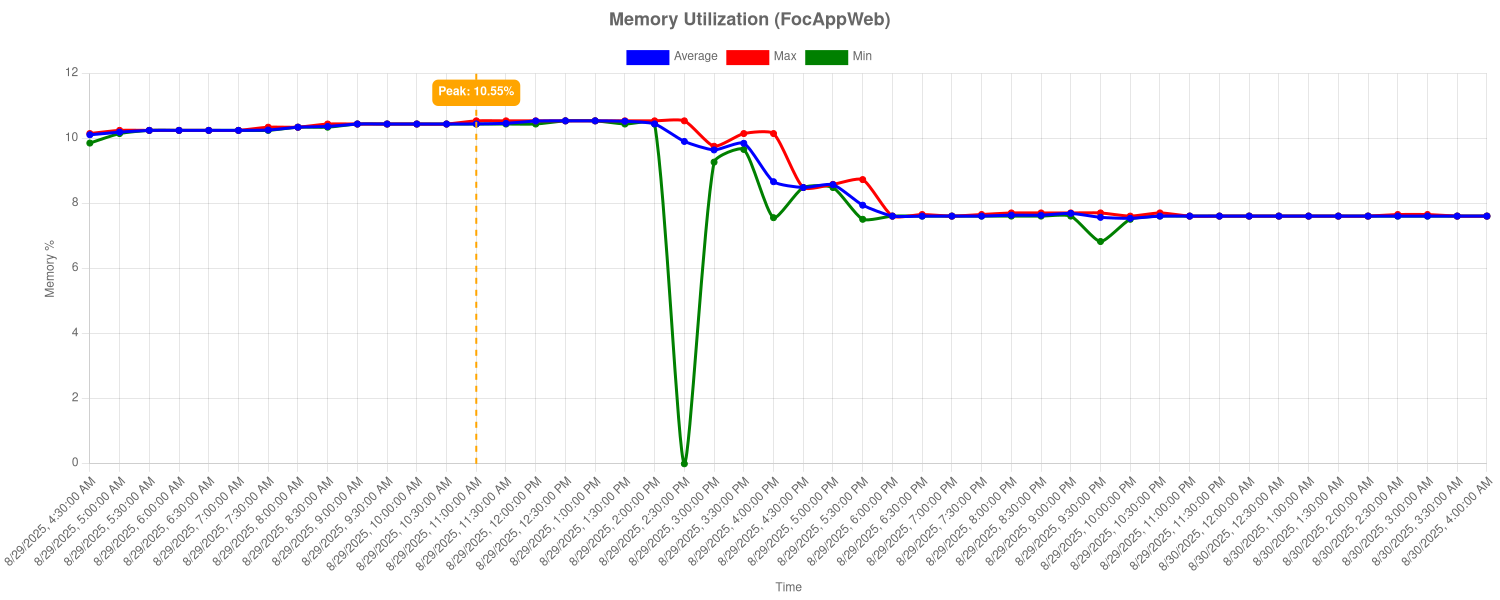 Memory Utilization (FocAppWeb)
Average Max Min
Peak: 10.55%
12
10
8
6
4
2
0
Memory %
8/29/2025, 4:30:00 AM
8/29/2025, 5:00:00 AM
8/29/2025, 5:30:00 AM
8/29/2025, 6:00:00 AM
8/29/2025, 6:30:00 AM
8/29/2025, 7:00:00 AM
8/29/2025, 7:30:00 AM
8/29/2025, 8:00:00 AM
8/29/2025, 8:30:00 AM
8/29/2025, 9:00:00 AM
8/29/2025, 9:30:00 AM
8/29/2025, 10:00:00 AM
8/29/2025, 10:30:00 AM
8/29/2025, 11:00:00 AM
8/29/2025, 11:30:00 AM
8/29/2025, 12:00:00 PM
8/29/2025, 12:30:00 PM
8/29/2025, 1:00:00 PM
8/29/2025, 1:30:00 PM
8/29/2025, 2:00:00 PM
8/29/2025, 2:30:00 PM
8/29/2025, 3:00:00 PM
8/29/2025, 3:30:00 PM
8/29/2025, 4:00:00 PM
8/29/2025, 4:30:00 PM
8/29/2025, 5:00:00 PM
8/29/2025, 5:30:00 PM
8/29/2025, 6:00:00 PM
8/29/2025, 6:30:00 PM
8/29/2025, 7:00:00 PM
8/29/2025, 7:30:00 PM
8/29/2025, 8:00:00 PM
8/29/2025, 8:30:00 PM
8/29/2025, 9:00:00 PM
8/29/2025, 9:30:00 PM
8/29/2025, 10:00:00 PM
8/29/2025, 10:30:00 PM
8/29/2025, 11:00:00 PM
8/29/2025, 11:30:00 PM
8/30/2025, 12:00:00 AM
8/30/2025, 12:30:00 AM
8/30/2025, 1:00:00 AM
8/30/2025, 1:30:00 AM
8/30/2025, 2:00:00 AM
8/30/2025, 2:30:00 AM
8/30/2025, 3:00:00 AM
8/30/2025, 3:30:00 AM
8/30/2025, 4:00:00 AM
Time